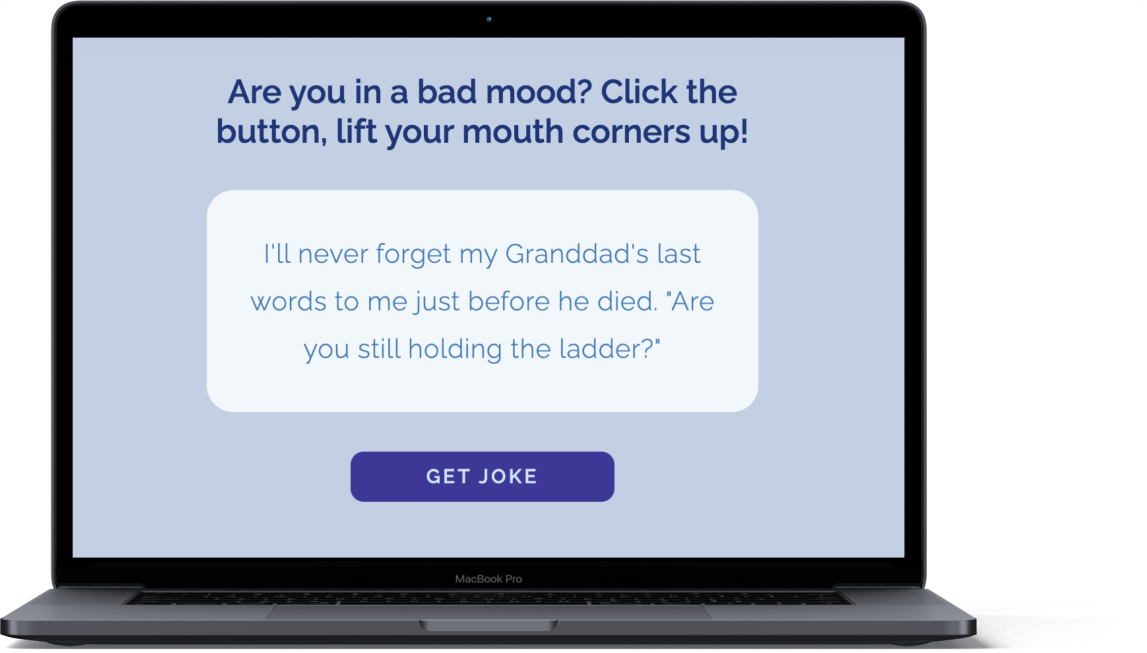 Are you in a bad mood? Click the
button, lift your mouth corners up!
I'll never forget my Granddad's last
words to me just before he died. "Are
you still holding the ladder?"
GET JOKE
MacBook Pro